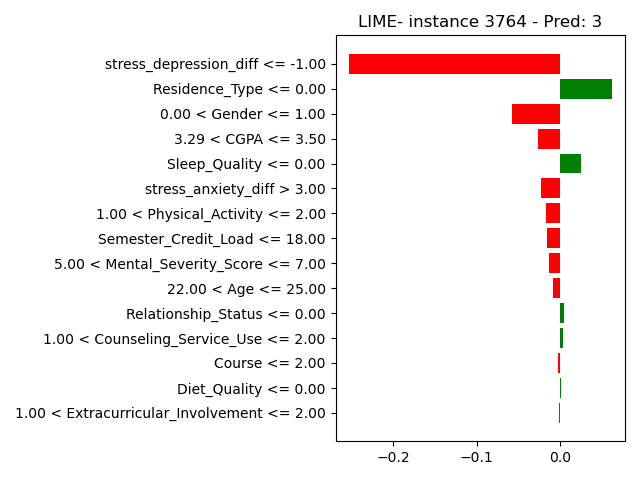 LIME- instance 3764 - Pred: 3
stress_depression_diff <= -1.00
Residence_Type <= 0.00
0.00 < Gender <= 1.00
3.29 < CGPA <= 3.50
Sleep_Quality <= 0.00
stress_anxiety_diff > 3.00
1.00 < Physical_Activity <= 2.00
Semester_Credit_Load <= 18.00
5.00 < Mental_Severity_Score <= 7.00
22.00 < Age <= 25.00
Relationship_Status <= 0.00
1.00 < Counseling_Service_Use <= 2.00
Course <= 2.00
Diet_Quality <= 0.00
1.00 < Extracurricular_Involvement <= 2.00
−0.2 −0.1 0.0